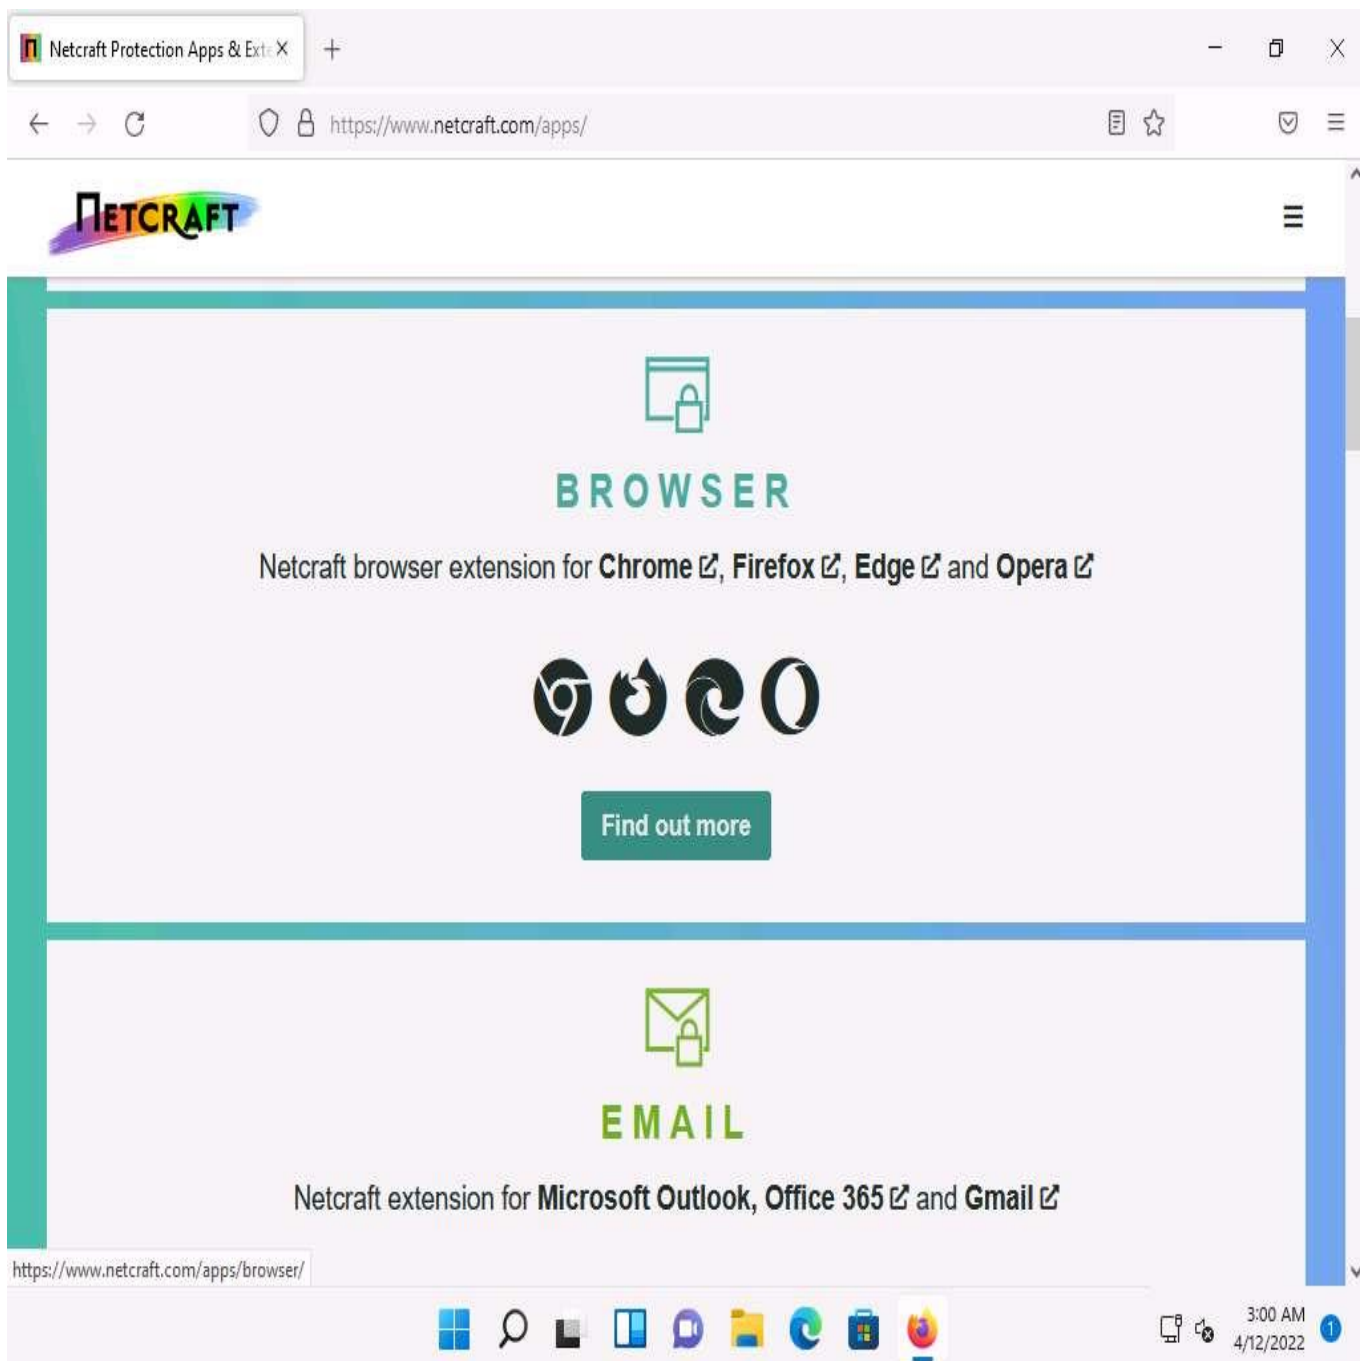 Netcraft Protection Apps & Exte
https://www.netcraft.com/apps/
NETCRAFT
BROWSER
Netcraft browser extension for Chrome, Firefox, Edge and Opera
Find out more
EMAIL
Netcraft extension for Microsoft Outlook, Office 365 and Gmail
https://www.netcraft.com/apps/browser/
3:00 AM
4/12/2022
1